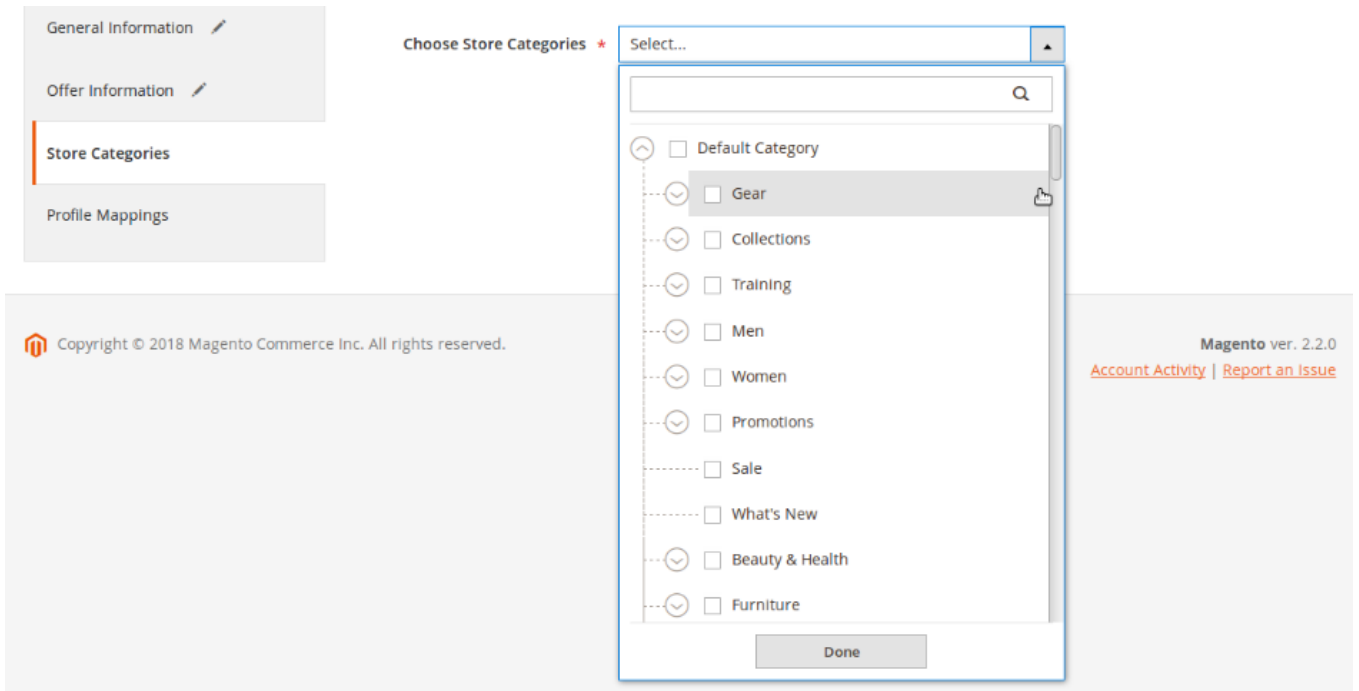 General Information
Offer Information
Store Categories
Profile Mappings
Choose Store Categories *
Select...
Default Category
Gear
Collections
Training
Men
Women
Promotions
Sale
What's New
Beauty & Health
Furniture
Done
Copyright © 2018 Magento Commerce Inc. All rights reserved.
Magento ver. 2.2.0
Account Activity | Report an Issue